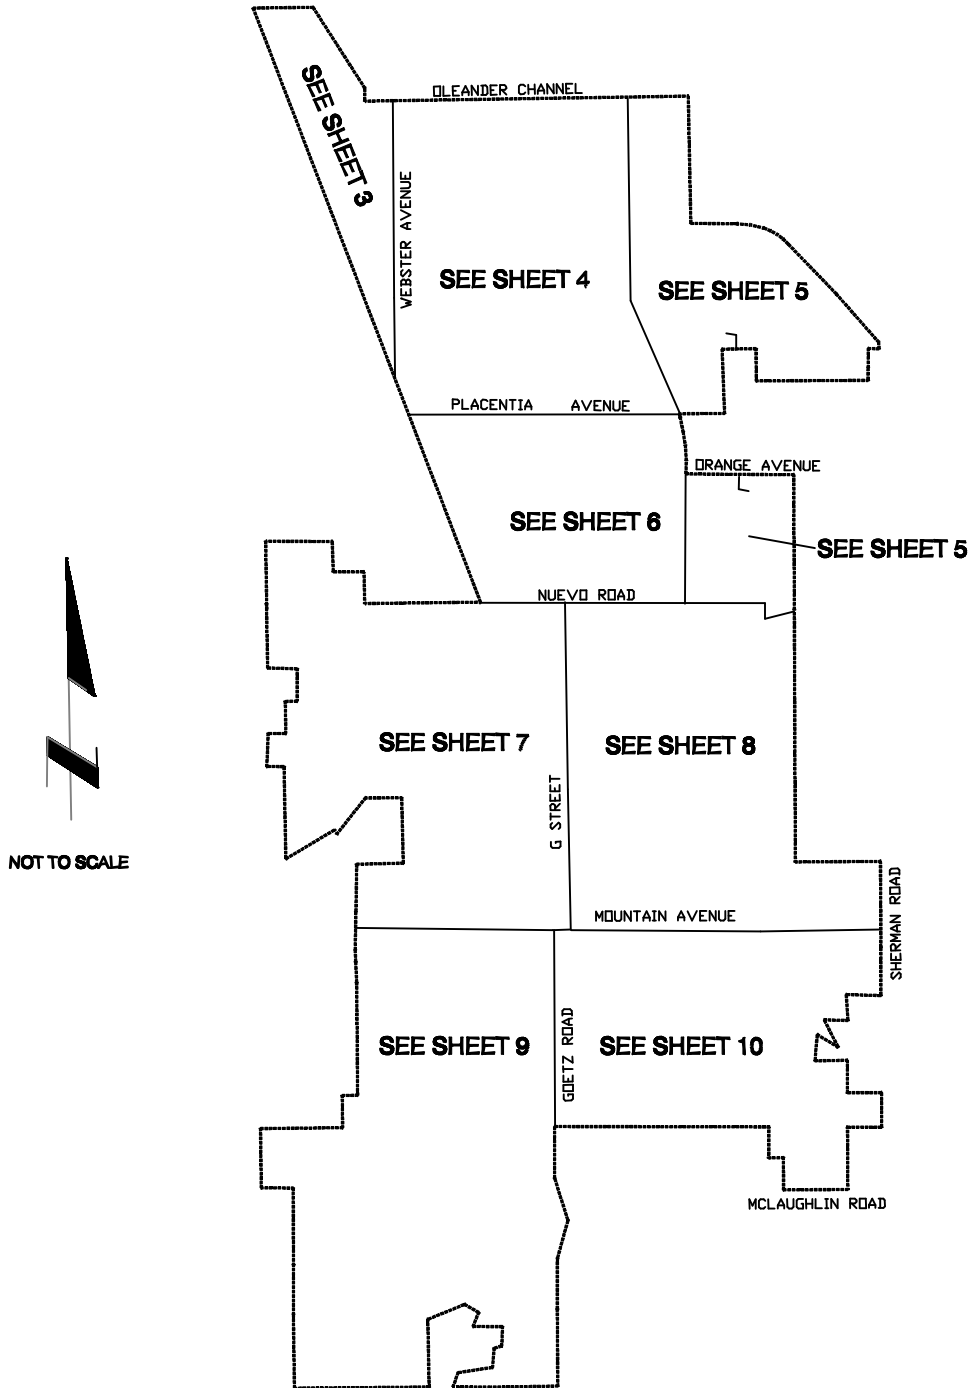 SEE SHEET 3
OLEANDER CHANNEL
WEBSTER AVENUE
SEE SHEET 4
SEE SHEET 5
PLACENTIA AVENUE
ORANGE AVENUE
SEE SHEET 6
SEE SHEET 5
NUEVO ROAD
SEE SHEET 7
SEE SHEET 8
G STREET
NOT TO SCALE
MOUNTAIN AVENUE
SHERMAN ROAD
SEE SHEET 9
GOETZ ROAD
SEE SHEET 10
MCLAUGHLIN ROAD